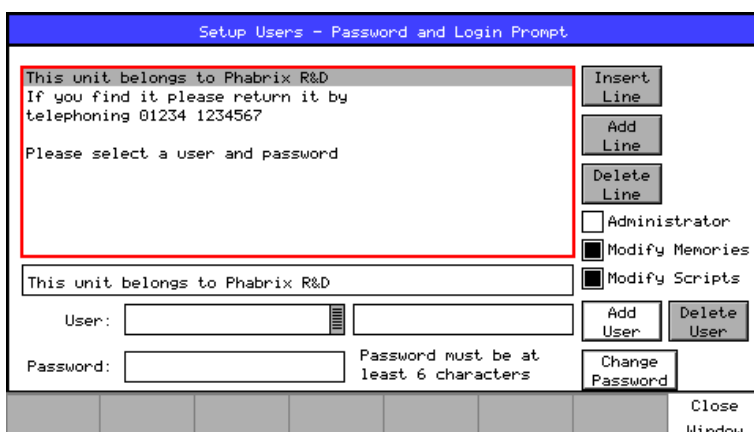 Setup Users - Password and Login Prompt
This unit belongs to Phabrix R&D
If you find it please return it by
telephoning 01234 1234567
Please select a user and password
Insert
Line
Add
Line
Delete
Line
Administrator
Modify Memories
Modify Scripts
This unit belongs to Phabrix R&D
User:
Add
User
Delete
User
Password:
Password must be at
least 6 characters
Change
Password
Close
Window